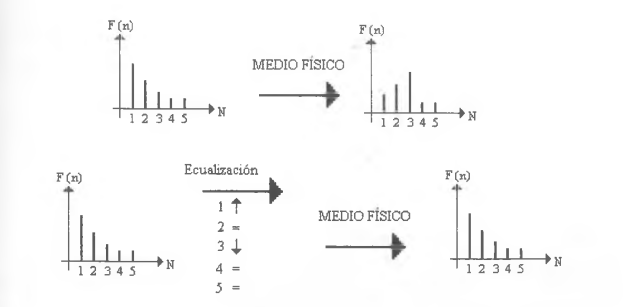 F(n)
N
1 2 3 4 5
MEDIO FÍSICO
F(n)
N
1 2 3 4 5
F(n)
N
1 2 3 4 5
Ecualización
1 ↑
2 =
3 ↓
4 =
5 =
MEDIO FÍSICO
F(n)
N
1 2 3 4 5